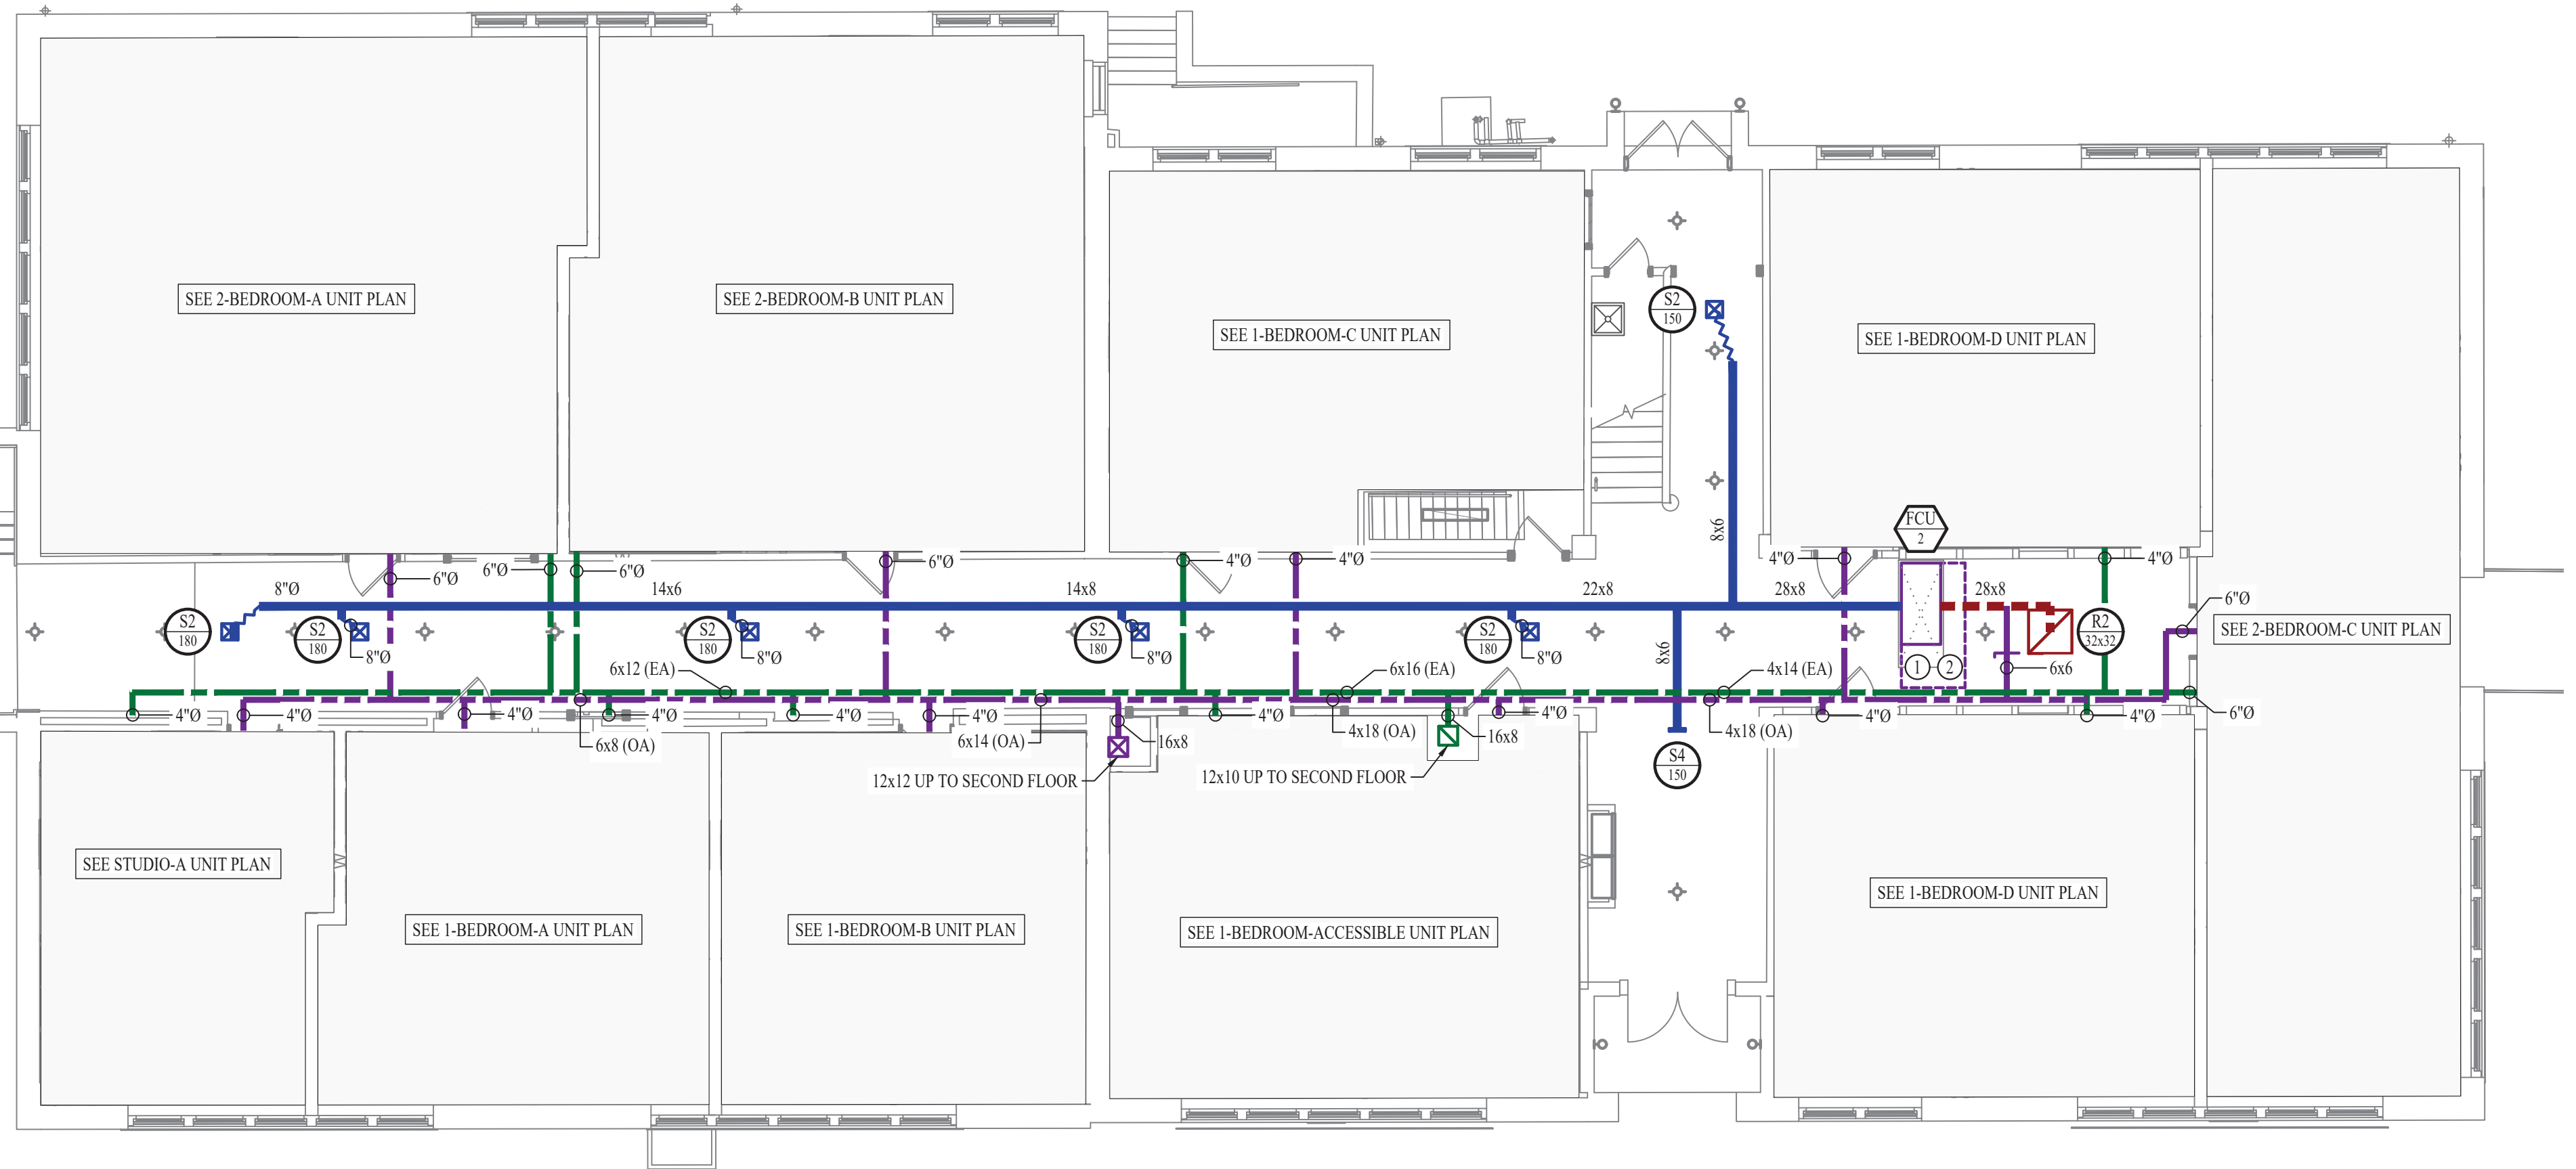 SEE 2-BEDROOM-A UNIT PLAN
SEE 2-BEDROOM-B UNIT PLAN
SEE 1-BEDROOM-C UNIT PLAN
S2
150
SEE 1-BEDROOM-D UNIT PLAN
8x6
FCU
2
6"Ø
6"Ø
6"Ø
6"Ø
4"Ø
4"Ø
4"Ø
4"Ø
8"Ø
14x6
14x8
22x8
28x8
28x8
6"Ø
S2
180
S2
180
8"Ø
S2
180
8"Ø
S2
180
8"Ø
S2
180
8"Ø
8x6
R2
32x32
SEE 2-BEDROOM-C UNIT PLAN
6x12 (EA)
6x16 (EA)
4x14 (EA)
1
2
6x6
4"Ø
4"Ø
4"Ø
4"Ø
4"Ø
4"Ø
4"Ø
4"Ø
4"Ø
4"Ø
6"Ø
6x8 (OA)
6x14 (OA)
16x8
4x18 (OA)
16x8
4x18 (OA)
12x12 UP TO SECOND FLOOR
12x10 UP TO SECOND FLOOR
S4
150
SEE STUDIO-A UNIT PLAN
SEE 1-BEDROOM-A UNIT PLAN
SEE 1-BEDROOM-B UNIT PLAN
SEE 1-BEDROOM-ACCESSIBLE UNIT PLAN
SEE 1-BEDROOM-D UNIT PLAN